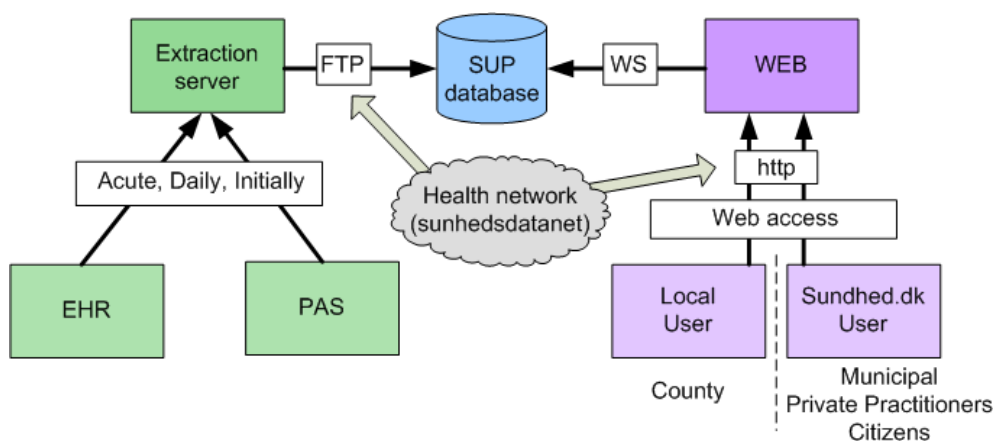 Extraction
server
FTP
SUP
database
WS
WEB
Acute, Daily, Initially
http
Health network
(sunhedsdatanet)
Web access
EHR
PAS
Local
User
Sundhed.dk
User
County
Municipal
Private Practitioners
Citizens